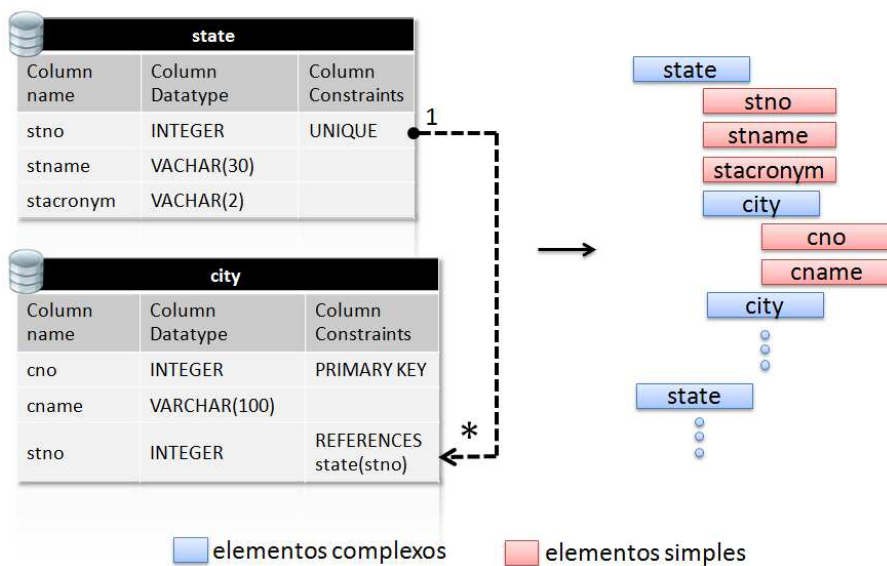 state
Column name Column Datatype Column Constraints
stno INTEGER UNIQUE
stname VACHAR(30)
stacronym VACHAR(2)
1
city
Column name Column Datatype Column Constraints
cno INTEGER PRIMARY KEY
cname VARCHAR(100)
stno INTEGER REFERENCES state(stno)
*
state
stno
stname
stacronym
city
cno
cname
city
state
elementos complexos
elementos simples